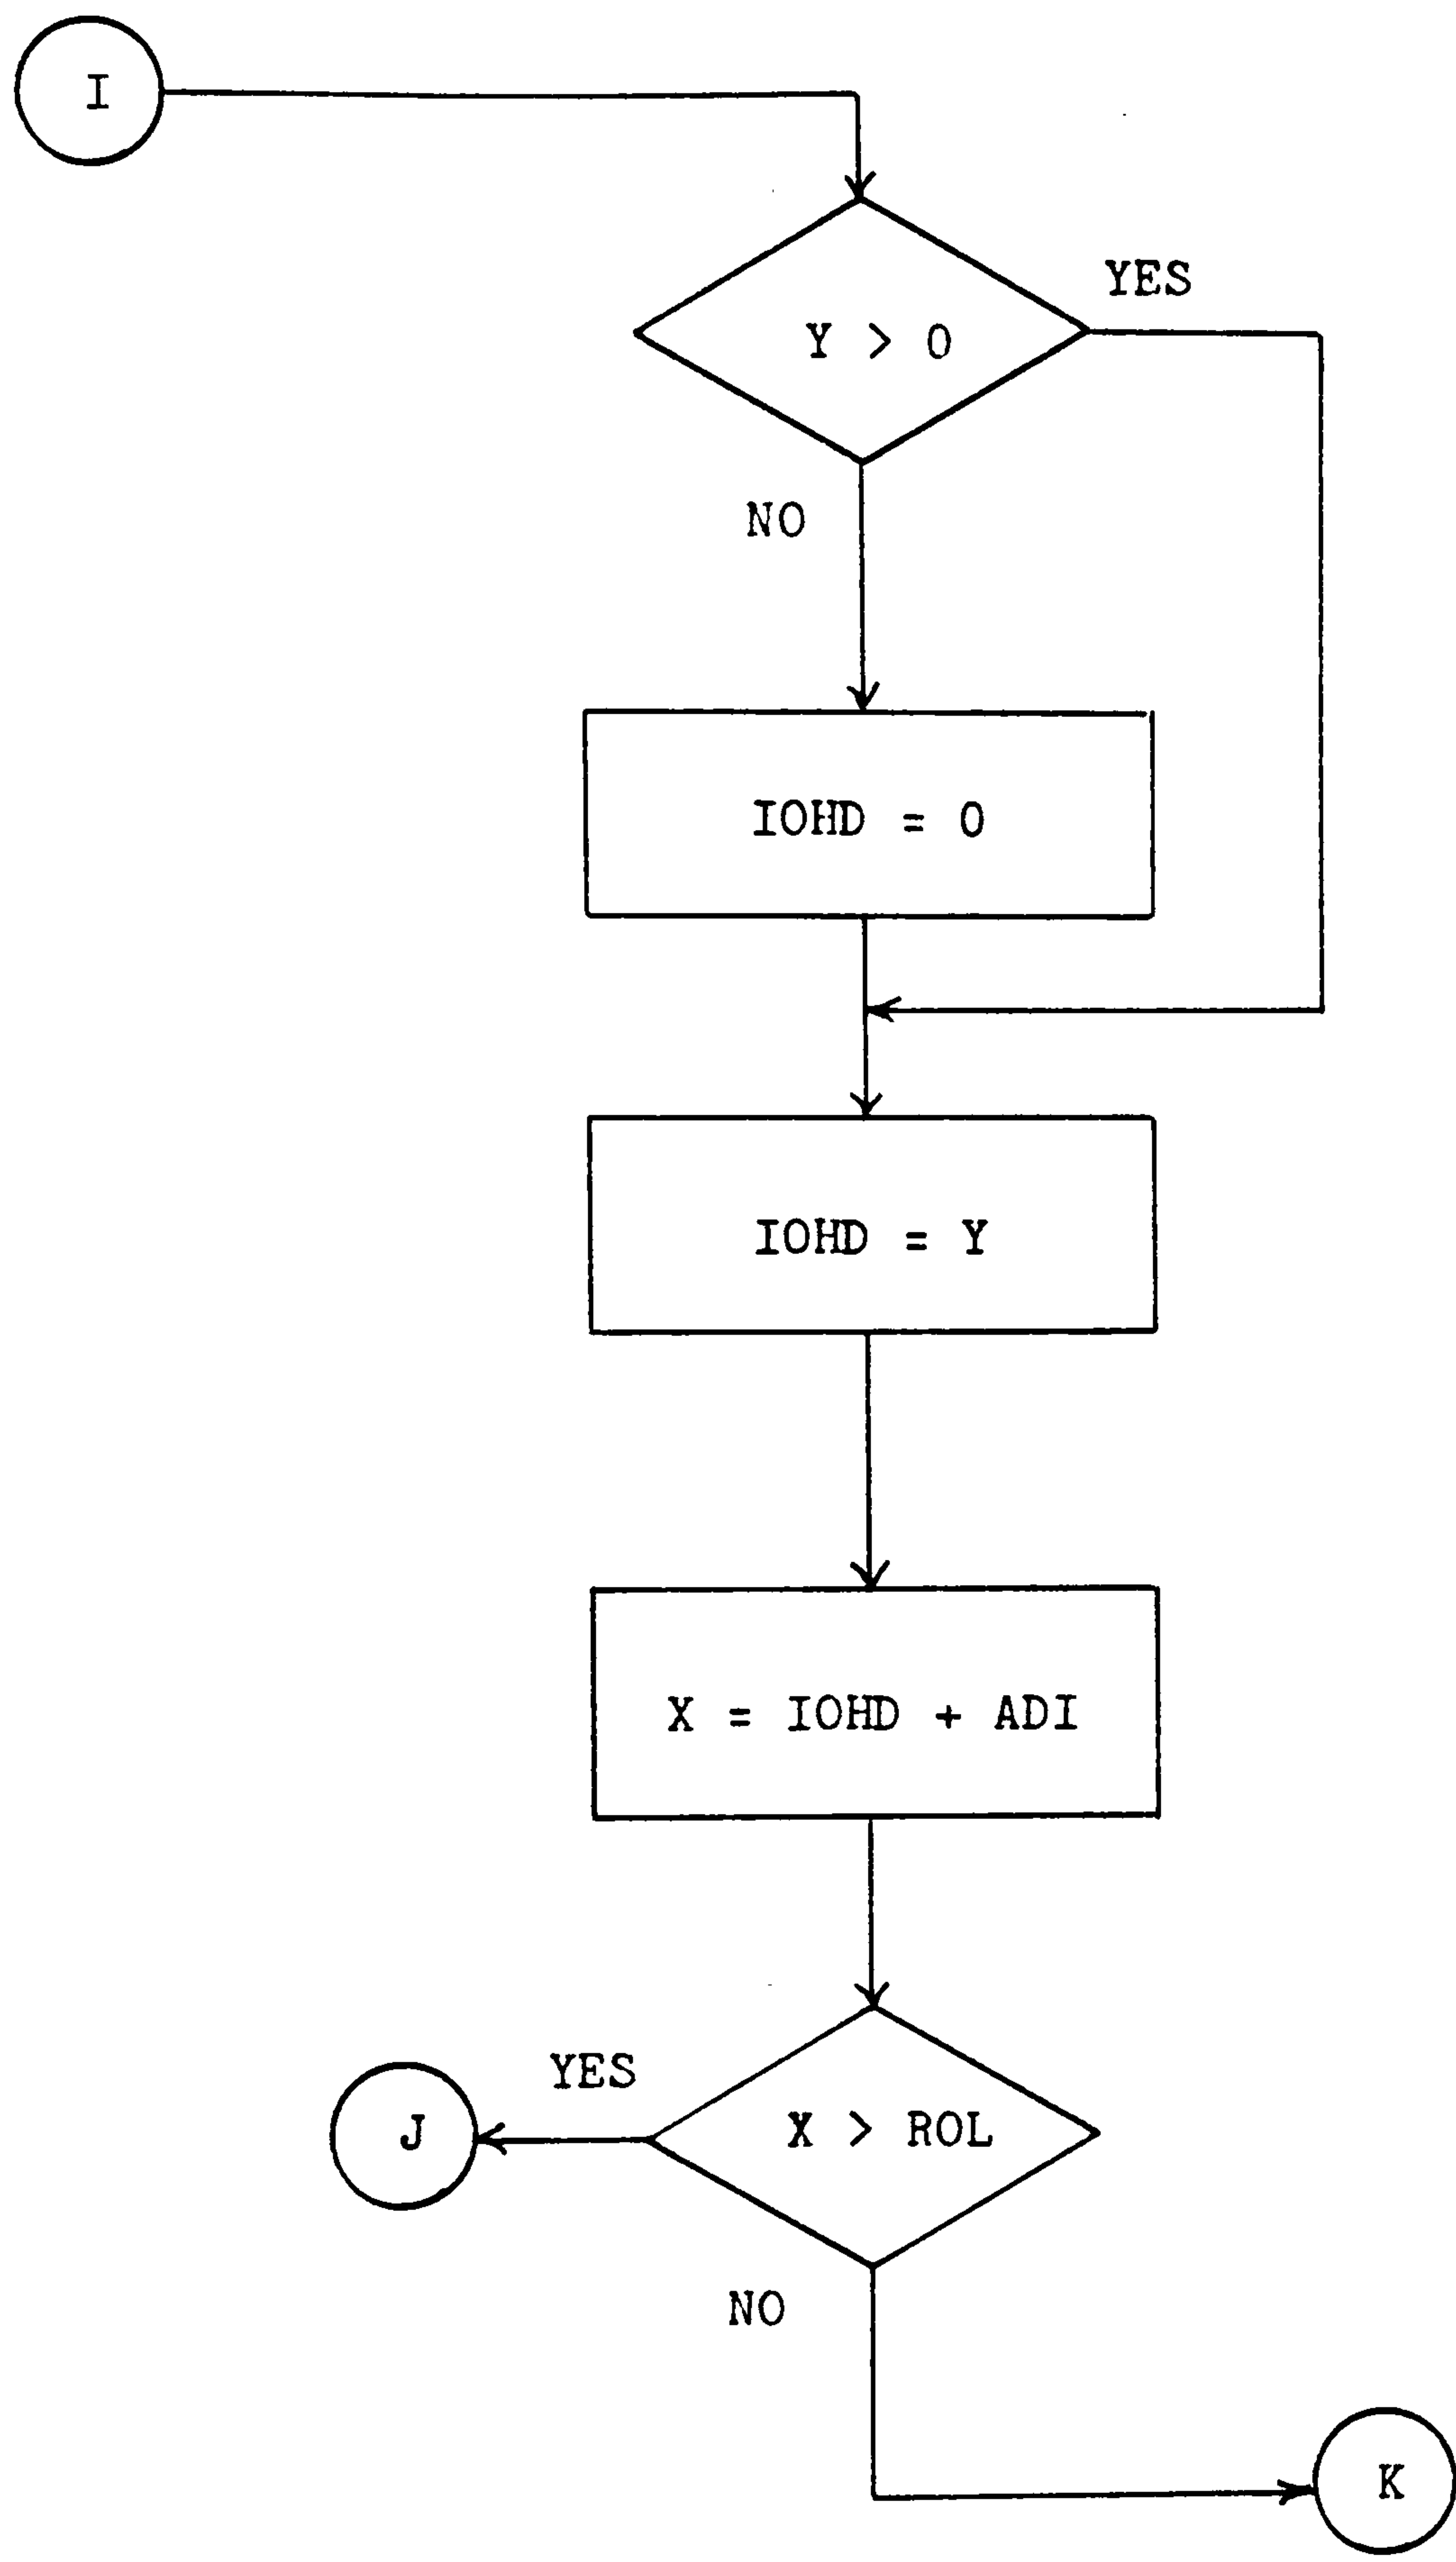 I
YES
Y > 0
NO
IOHD = 0
IOHD = Y
X = IOHD + ADI
YES
J
X > ROL
NO
K